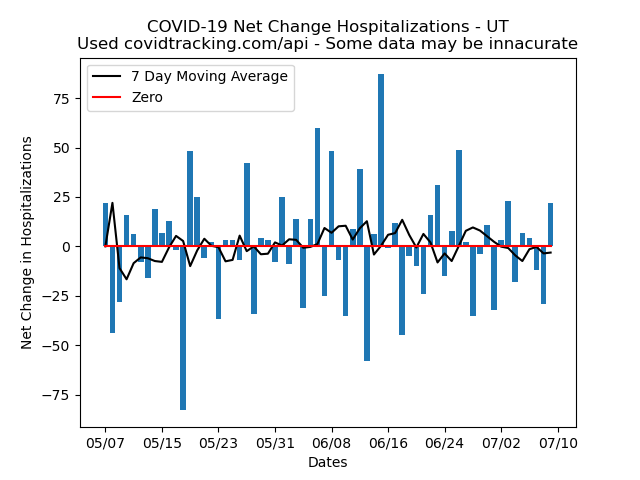 COVID-19 Net Change Hospitalizations - UT
Used covidtracking.com/api - Some data may be innacurate
7 Day Moving Average
Zero
Net Change in Hospitalizations
75
50
25
0
−25
−50
−75
05/07 05/15 05/23 05/31 06/08 06/16 06/24 07/02 07/10
Dates